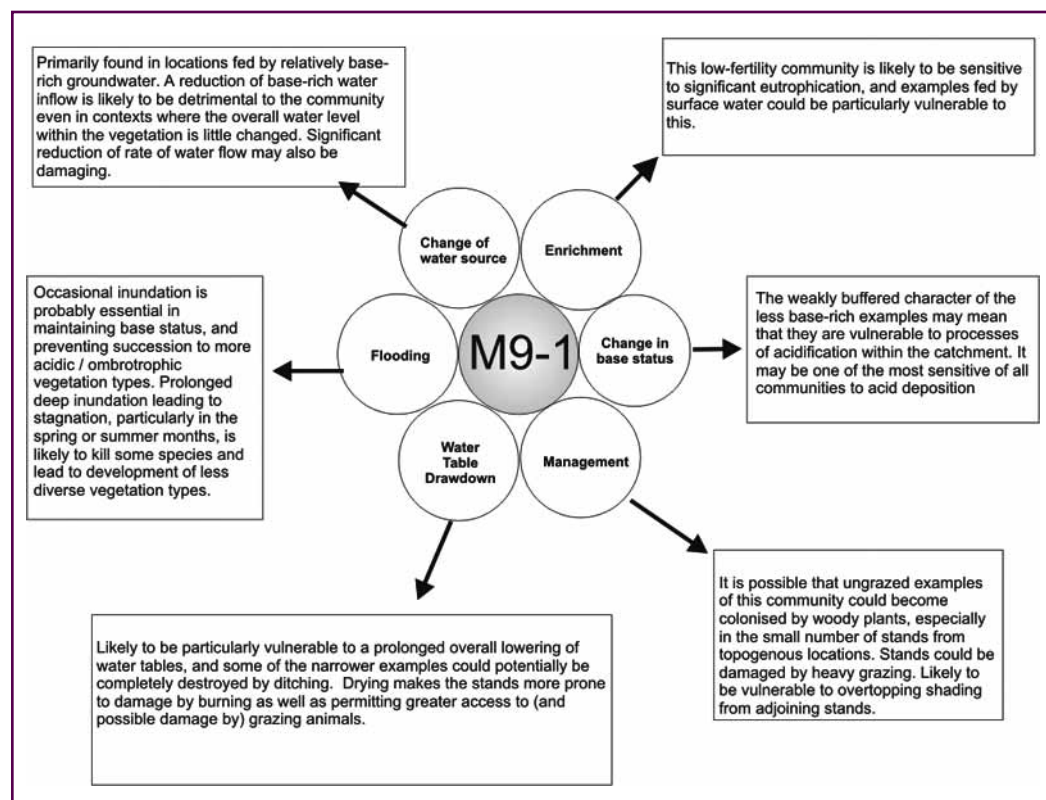 Primarily found in locations fed by relatively base-
rich groundwater. A reduction of base-rich water
inflow is likely to be detrimental to the community
even in contexts where the overall water level
within the vegetation is little changed. Significant
reduction of rate of water flow may also be
damaging.
This low-fertility community is likely to be sensitive
to significant eutrophication, and examples fed by
surface water could be particularly vulnerable to
this.
Change of
water source
Enrichment
Occasional inundation is
probably essential in
maintaining base status, and
preventing succession to more
acidic / ombrotrophic
vegetation types. Prolonged
deep inundation leading to
stagnation, particularly in the
spring or summer months, is
likely to kill some species and
lead to development of less
diverse vegetation types.
Flooding
M9-1
Change in
base status
The weakly buffered character of the
less base-rich examples may mean
that they are vulnerable to processes
of acidification within the catchment. It
may be one of the most sensitive of all
communities to acid deposition
Water
Table
Drawdown
Management
Likely to be particularly vulnerable to a prolonged overall lowering of
water tables, and some of the narrower examples could potentially be
completely destroyed by ditching. Drying makes the stands more prone
to damage by burning as well as permitting greater access to (and
possible damage by) grazing animals.
It is possible that ungrazed examples
of this community could become
colonised by woody plants, especially
in the small number of stands from
topogenous locations. Stands could be
damaged by heavy grazing. Likely to
be vulnerable to overtopping shading
from adjoining stands.